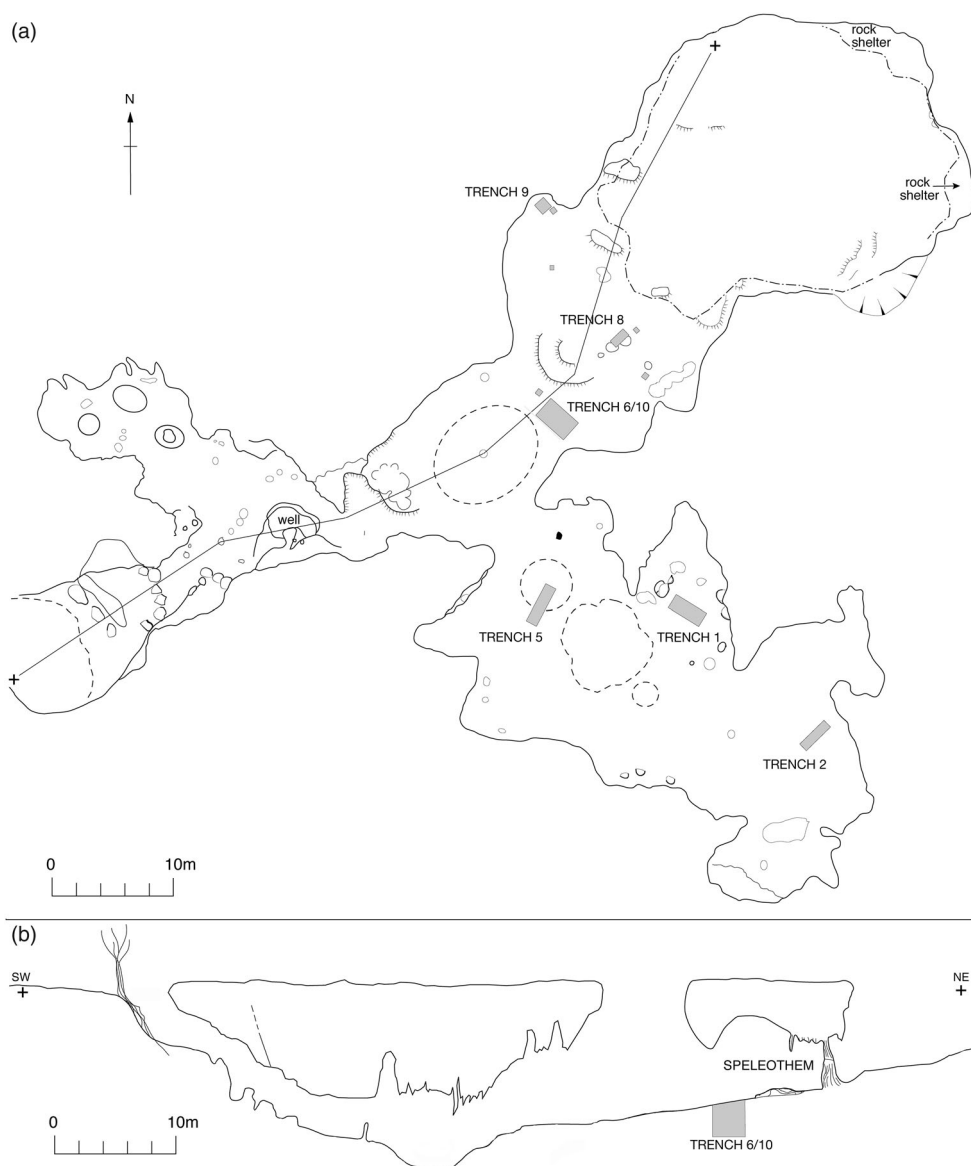 (a)
rock
shelter
N
TRENCH 9
rock
shelter
TRENCH 8
TRENCH 6/10
well
TRENCH 5
TRENCH 1
TRENCH 2
0 10m
(b)
SW
NE
SPELEOTHEM
0 10m
TRENCH 6/10